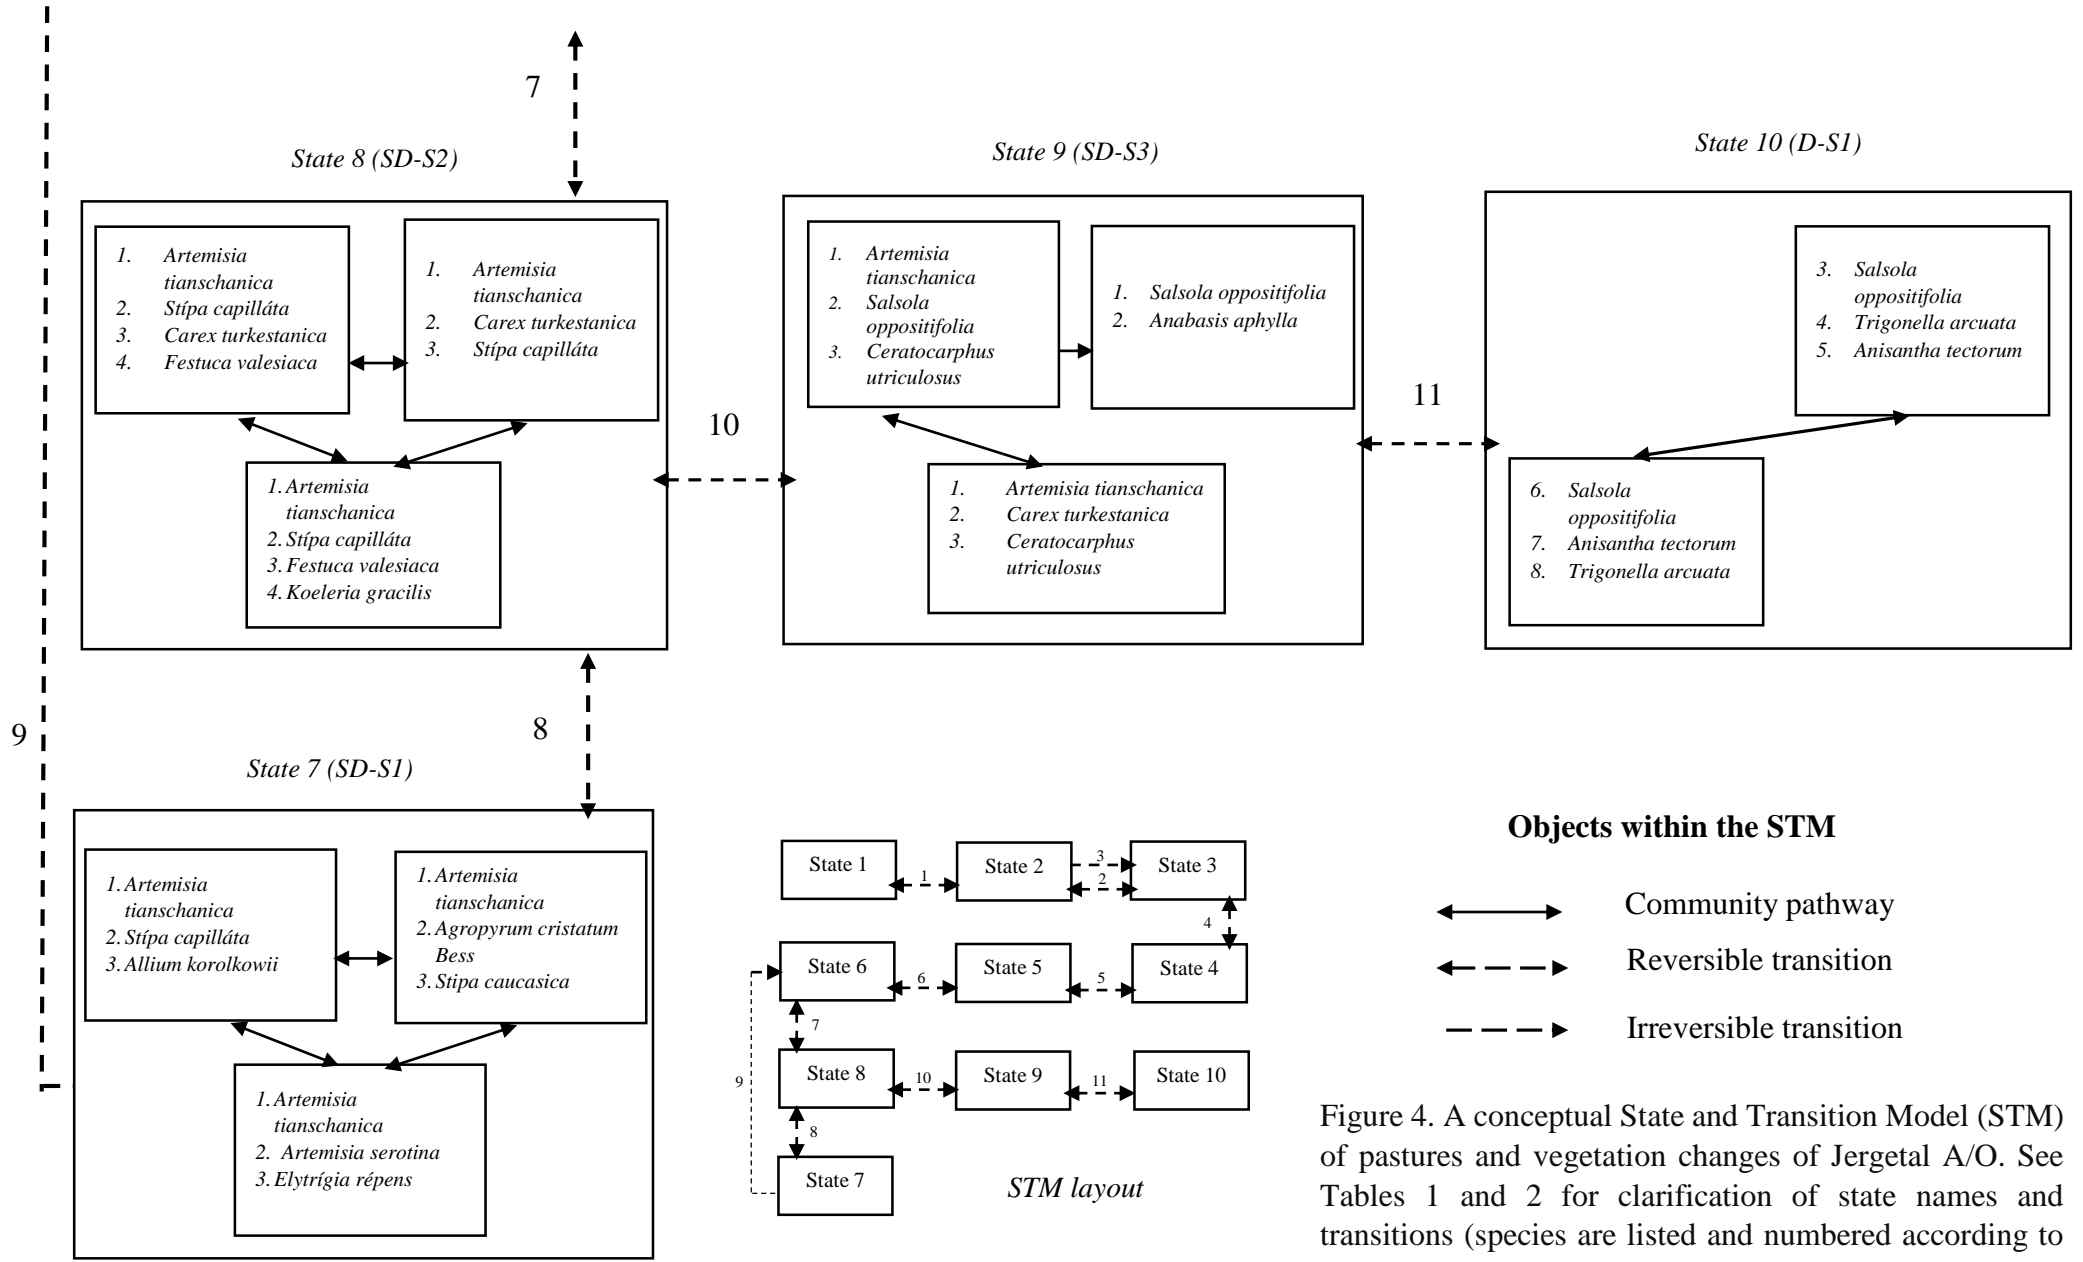 7
State 8 (SD-S2)
1. Artemisia
tianschanica
2. Stípa capilláta
3. Carex turkestanica
4. Festuca valesiaca
1. Artemisia
tianschanica
2. Carex turkestanica
3. Stípa capilláta
1. Artemisia
tianschanica
2. Stípa capilláta
3. Festuca valesiaca
4. Koeleria gracilis
10
State 9 (SD-S3)
1. Artemisia
tianschanica
2. Salsola
oppositifolia
3. Ceratocarphus
utriculosus
1. Salsola oppositifolia
2. Anabasis aphylla
1. Artemisia tianschanica
2. Carex turkestanica
3. Ceratocarphus
utriculosus
11
State 10 (D-S1)
3. Salsola
oppositifolia
4. Trigonella arcuata
5. Anisantha tectorum
6. Salsola
oppositifolia
7. Anisantha tectorum
8. Trigonella arcuata
9
8
State 7 (SD-S1)
1. Artemisia
tianschanica
2. Stípa capilláta
3. Allium korolkowii
1. Artemisia
tianschanica
2. Agropyrum cristatum
Bess
3. Stipa caucasica
1. Artemisia
tianschanica
2. Artemisia serotina
3. Elytrígia répens
State 1
1
State 2
3
2
State 3
4
State 6
6
State 5
5
State 4
7
9
State 8
10
State 9
11
State 10
8
State 7
STM layout
Objects within the STM
Community pathway
Reversible transition
Irreversible transition
Figure 4. A conceptual State and Transition Model (STM)
of pastures and vegetation changes of Jergetal A/O. See
Tables 1 and 2 for clarification of state names and
transitions (species are listed and numbered according to